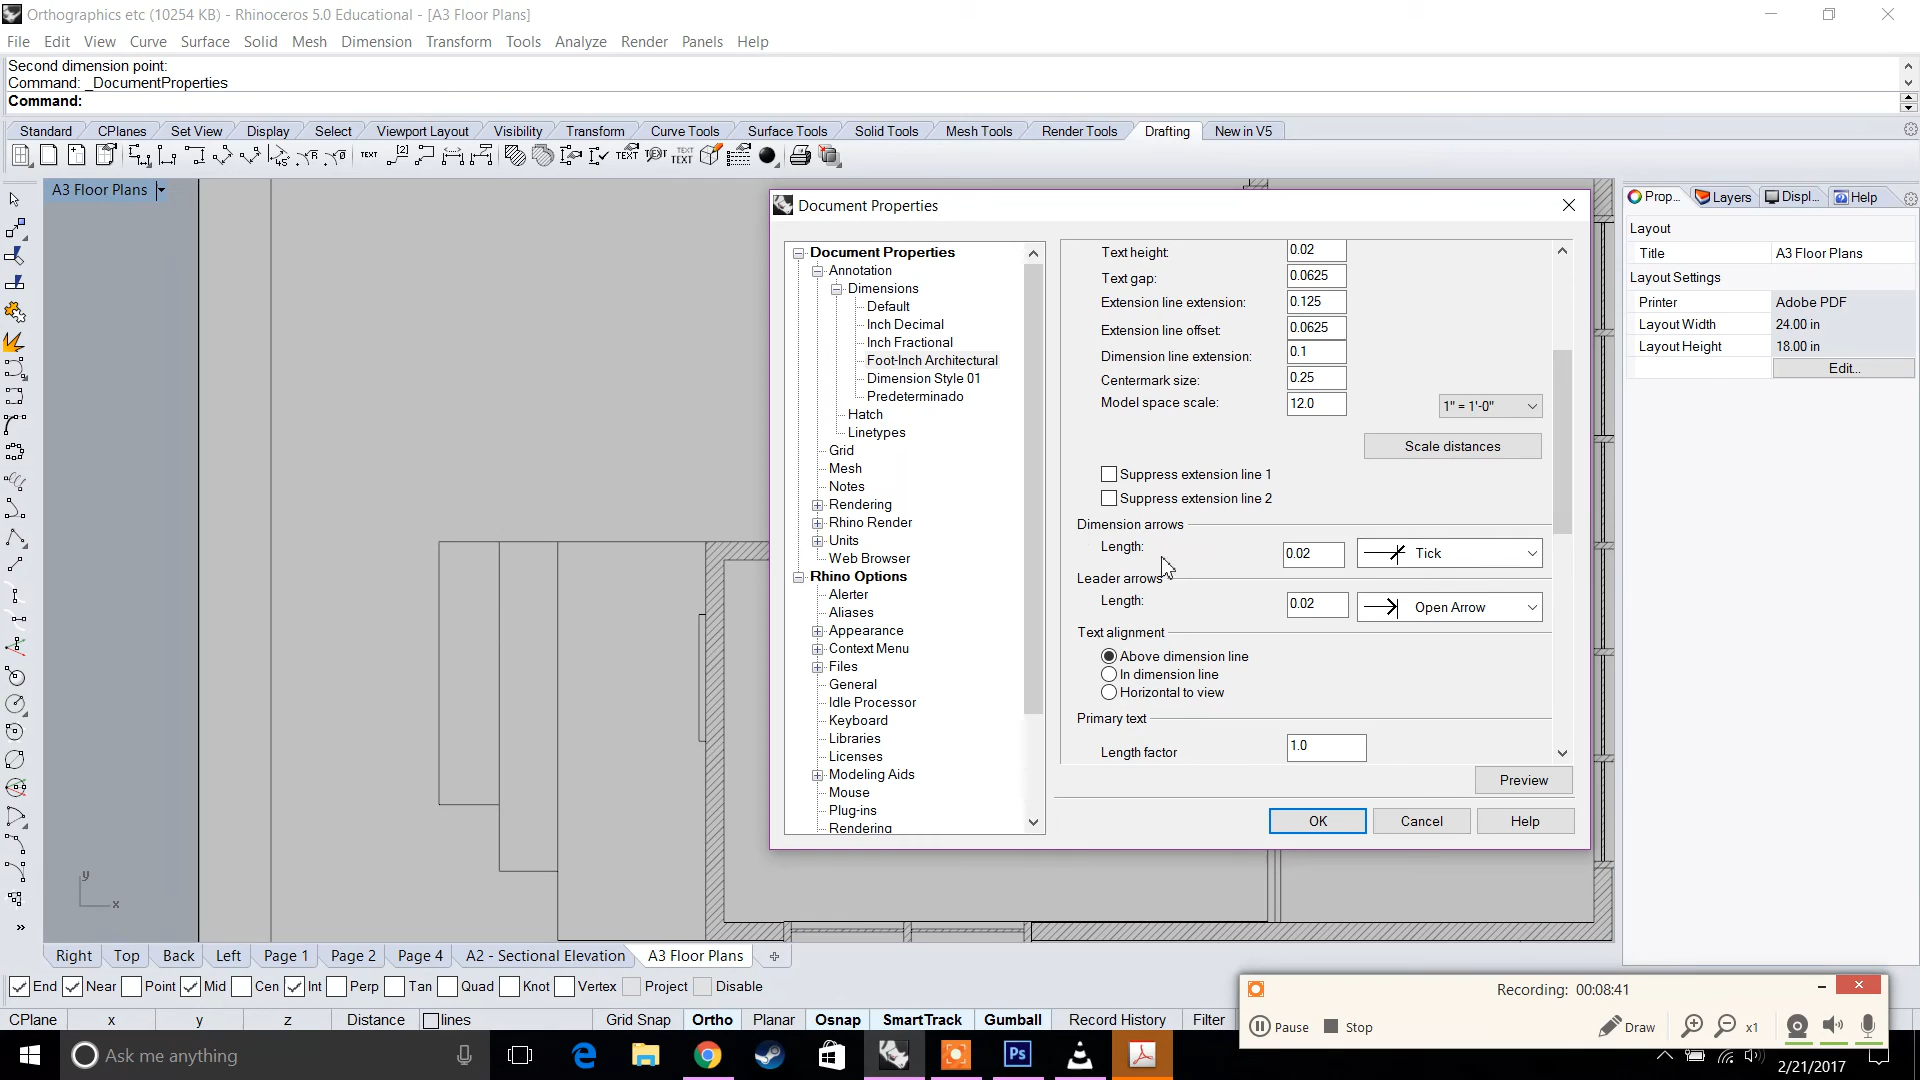 Orthographics etc (10254 KB) - Rhinoceros 5.0 Educational - [A3 Floor Plans]
File Edit View Curve Surface Solid Mesh Dimension Transform Tools Analyze Render Panels Help
Second dimension point:
Command: _DocumentProperties
Command:
Standard CPlanes Set View Display Select Viewport Layout Visibility Transform Curve Tools Surface Tools Solid Tools Mesh Tools Render Tools Drafting New in V5
A3 Floor Plans
Document Properties
Document Properties
Annotation
Dimensions
Default
Inch Decimal
Inch Fractional
Foot-Inch Architectural
Dimension Style 01
Predeterminado
Hatch
Linetypes
Grid
Mesh
Notes
Rendering
Rhino Render
Units
Web Browser
Rhino Options
Alerter
Aliases
Appearance
Context Menu
Files
General
Idle Processor
Keyboard
Libraries
Licenses
Modeling Aids
Mouse
Plug-ins
Rendering
Text height: 0.02
Text gap: 0.0625
Extension line extension: 0.125
Extension line offset: 0.0625
Dimension line extension: 0.1
Centermark size: 0.25
Model space scale: 12.0 1" = 1'-0"
Scale distances
Suppress extension line 1
Suppress extension line 2
Dimension arrows
Length: 0.02 Tick
Leader arrows
Length: 0.02 Open Arrow
Text alignment
Above dimension line
In dimension line
Horizontal to view
Primary text
Length factor 1.0
Preview
OK Cancel Help
Prop... Layers Displ... Help
Layout
Title A3 Floor Plans
Layout Settings
Printer Adobe PDF
Layout Width 24.00 in
Layout Height 18.00 in
Edit...
y
x
Right Top Back Left Page 1 Page 2 Page 4 A2 - Sectional Elevation A3 Floor Plans
End Near Point Mid Cen Int Perp Tan Quad Knot Vertex Project Disable
CPlane x y z Distance lines Grid Snap Ortho Planar Osnap SmartTrack Gumball Record History Filter
Recording: 00:08:41
Pause Stop Draw x1
Ask me anything
2/21/2017